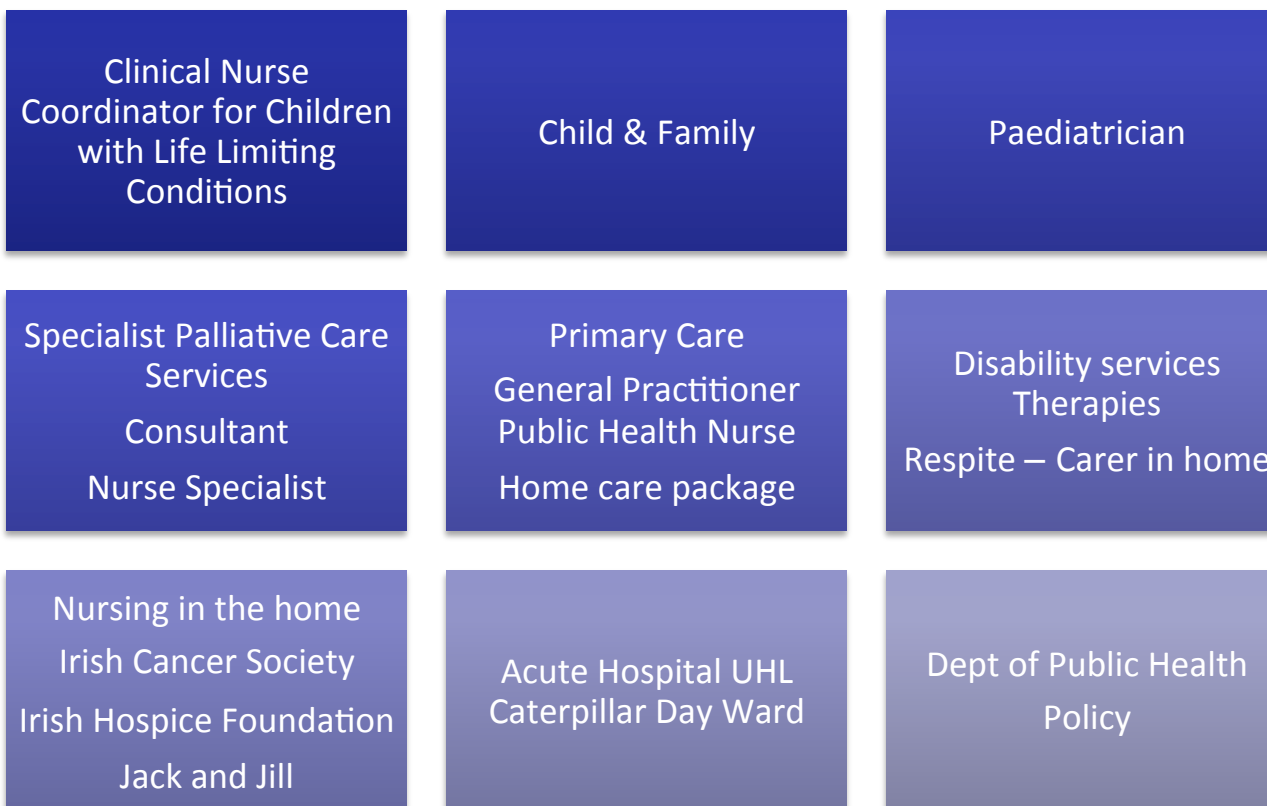 Clinical Nurse
Coordinator for Children
with Life Limiting
Conditions
Child & Family
Paediatrician
Specialist Palliative Care
Services
Consultant
Nurse Specialist
Primary Care
General Practitioner
Public Health Nurse
Home care package
Disability services
Therapies
Respite – Carer in home
Nursing in the home
Irish Cancer Society
Irish Hospice Foundation
Jack and Jill
Acute Hospital UHL
Caterpillar Day Ward
Dept of Public Health
Policy